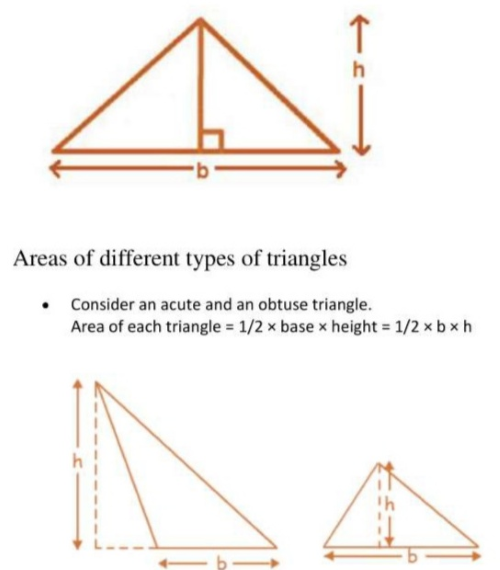 h
b
Areas of different types of triangles
• Consider an acute and an obtuse triangle.
Area of each triangle = 1/2 × base × height = 1/2 × b × h
h
b
h
b